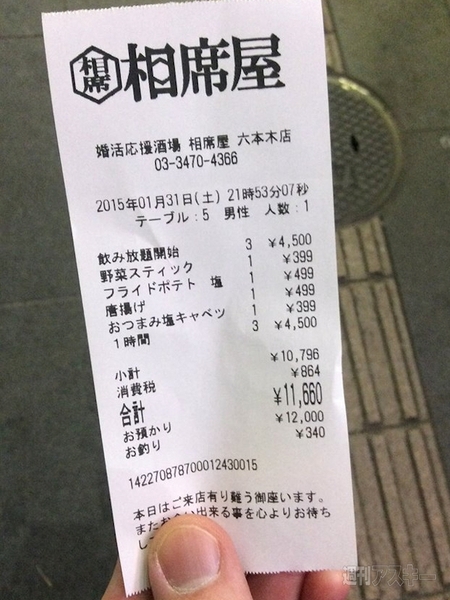 相席 相席屋
婚活応援酒場 相席屋 六本木店
03-3470-4366
2015年01月31日(土) 21時53分07秒
テーブル:5 男性 人数:1
飲み放題開始 3 ¥4,500
野菜スティック 1 ¥399
フライドポテト 塩 1 ¥499
唐揚げ 1 ¥499
おつまみ塩キャベツ 1 ¥399
1時間 3 ¥4,500
小計 ¥10,796
消費税 ¥864
合計 ¥11,660
お預かり ¥12,000
お釣り ¥340
142270878700012430015
本日はご来店有り難う御座います。
また 出来る事を心よりお待ち
し
週刊アスキー